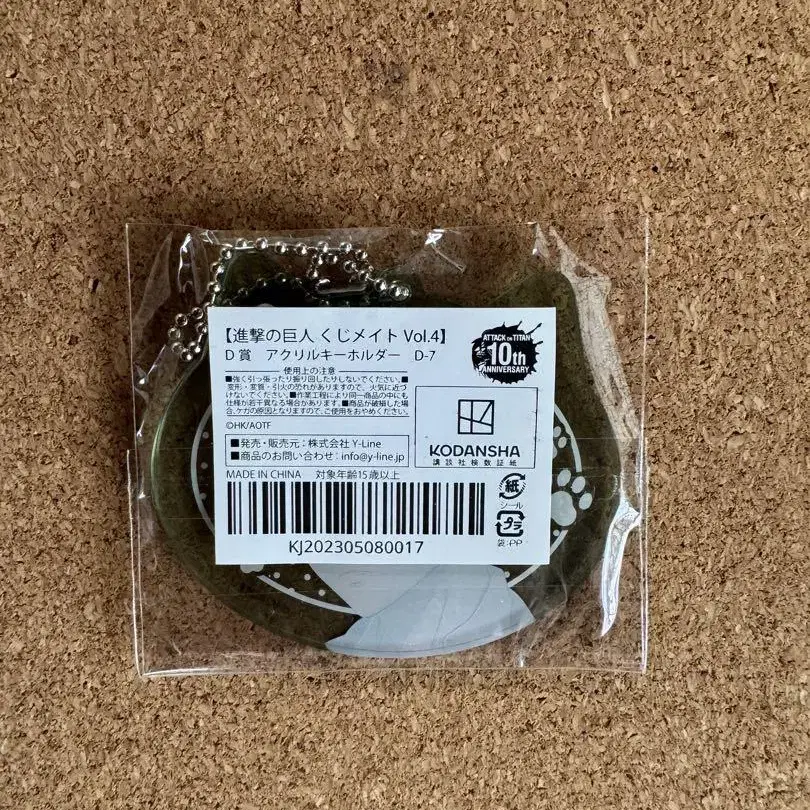 【進撃の巨人 くじメイト Vol.4】
D 賞 アクリルキーホルダー D-7
ATTACK ON TITAN
10th
ANNIVERSARY
使用上の注意
■強く引っ張ったり振り回したりしないでください。■
変形・変質・引火の恐れがありますので、火気に近づ
けないでください。■作業工程により同一商品の中にも
仕様が若干異なる場合があります。■商品が破損した場
合、ケガの原因となりますので、ご使用をおやめください。
©HK/AOTF
■発売・販売元：株式会社 Y-Line
■商品のお問い合わせ：info@y-line.jp
KODANSHA
講談社検数証紙
MADE IN CHINA 対象年齢15歳以上
KJ202305080017
紙
シール
プラ
袋:PP